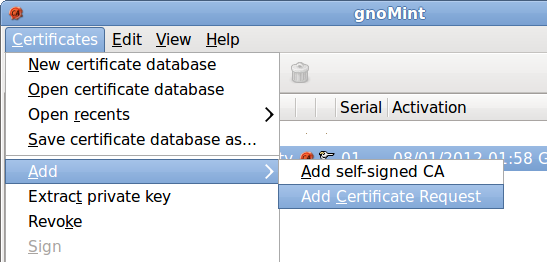 gnoMint
Certificates Edit View Help
New certificate database
Open certificate database
Open recents
Serial Activation
Save certificate database as...
01 08/01/2012 01:58 G
Add
Add self-signed CA
Extract private key
Add Certificate Request
Revoke
Sign